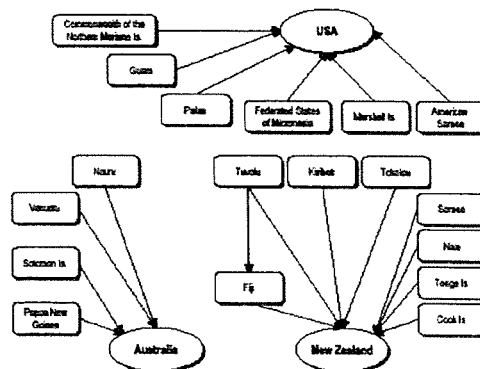 Commonwealth of the
Northern Mariana Is.
USA
Guam
Palau
Federated States
of Micronesia
Marshall Is
American
Samoa
Nauru
Tuvalu
Kiribati
Tokelau
Vanuatu
Samoa
Niue
Solomon Is.
Fiji
Tonga Is
Papua New
Guinea
Cook Is
Australia
New Zealand